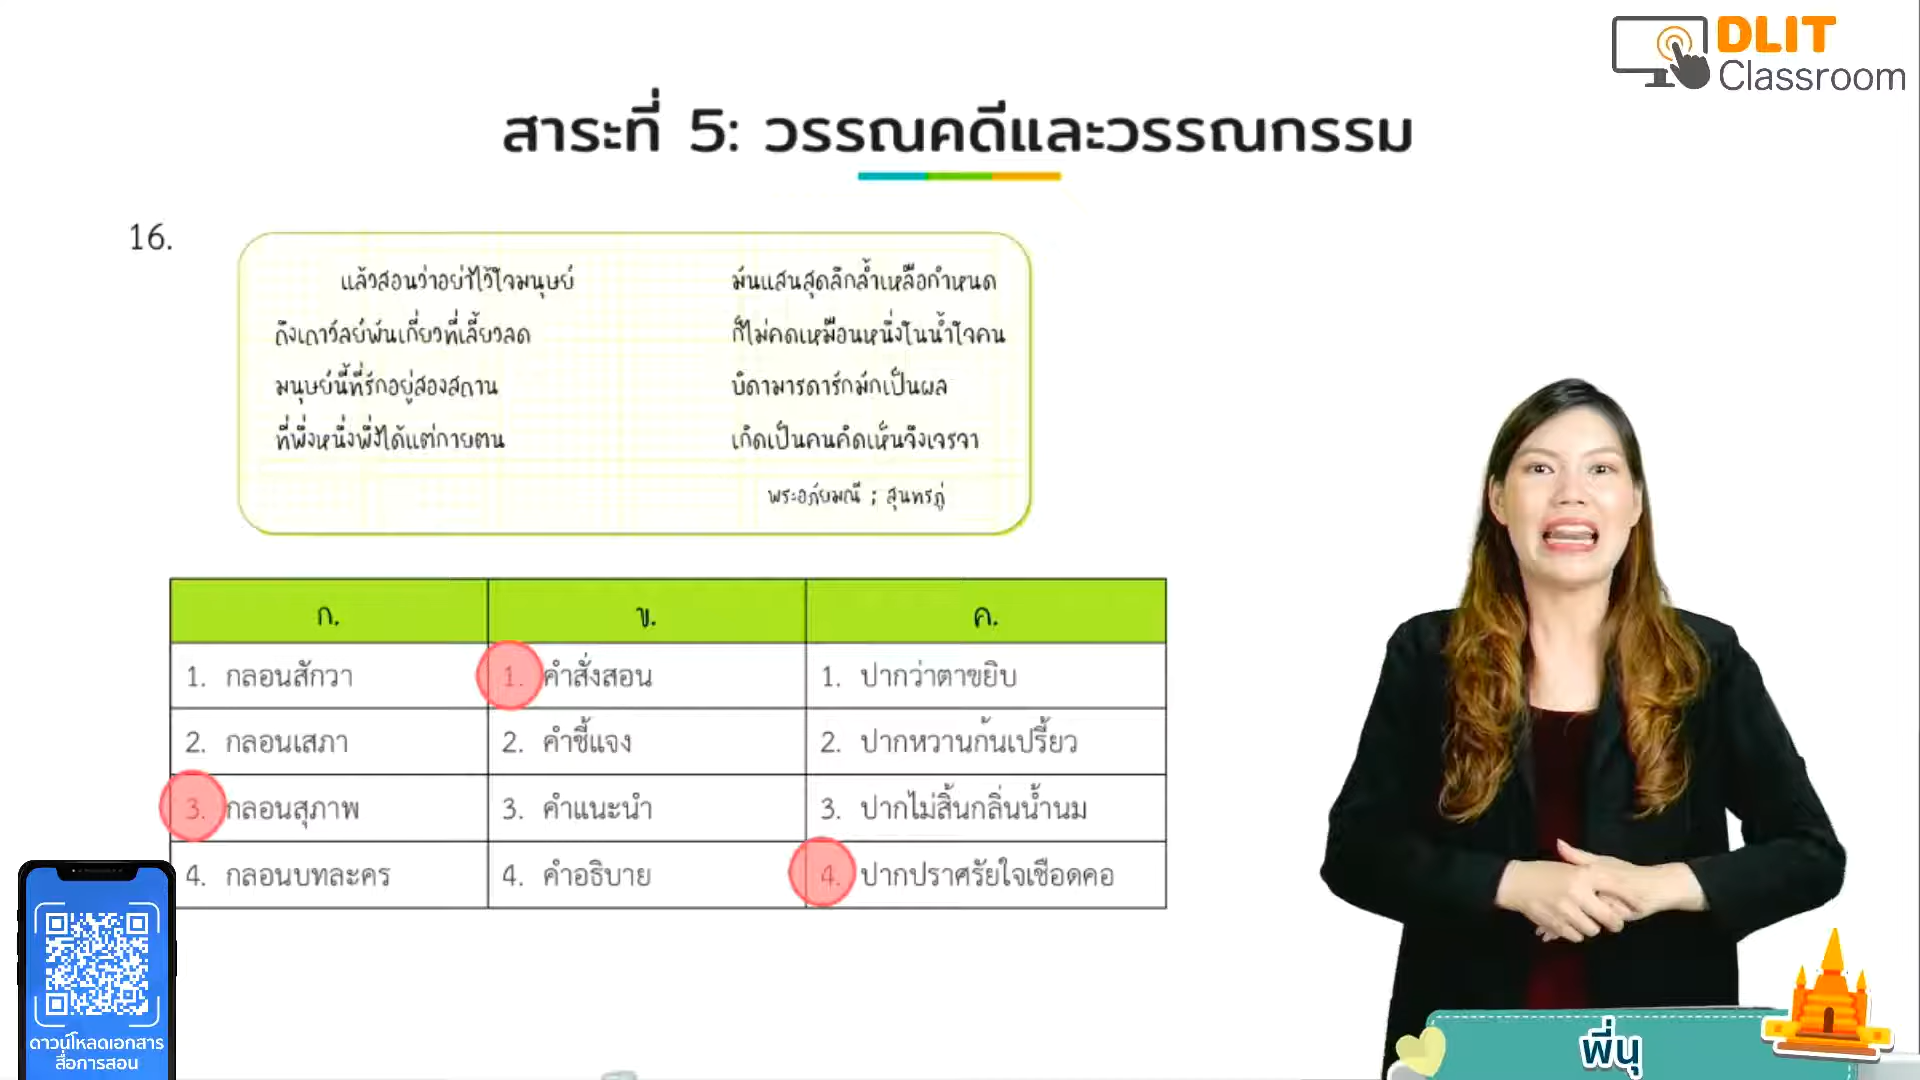 DLIT
Classroom
สาระที่ 5: วรรณคดีและวรรณกรรม
16.
แล้วสอนว่าอย่าไว้ใจมนุษย์ มันแสนสุดลึกล้ำเหลือกำหนด
ถึงเถาวัลย์พันเกี่ยวที่เลี้ยวลด ก็ไม่คดเหมือนหนึ่งในน้ำใจคน
มนุษย์นี้ที่รักอยู่สองสถาน บิดามารดารักมักเป็นผล
ที่พึ่งหนึ่งพึ่งได้แต่กายตน เกิดเป็นคนคิดเห็นจึงเจรจา
พระอภัยมณี ; สุนทรภู่
ก. ข. ค.
1. กลอนสักวา 1. คำสั่งสอน 1. ปากว่าตาขยิบ
2. กลอนเสภา 2. คำชี้แจง 2. ปากหวานก้นเปรี้ยว
3. กลอนสุภาพ 3. คำแนะนำ 3. ปากไม่สิ้นกลิ่นน้ำนม
4. กลอนบทละคร 4. คำอธิบาย 4. ปากปราศรัยใจเชือดคอ
ดาวน์โหลดเอกสาร
สื่อการสอน
พี่นุ